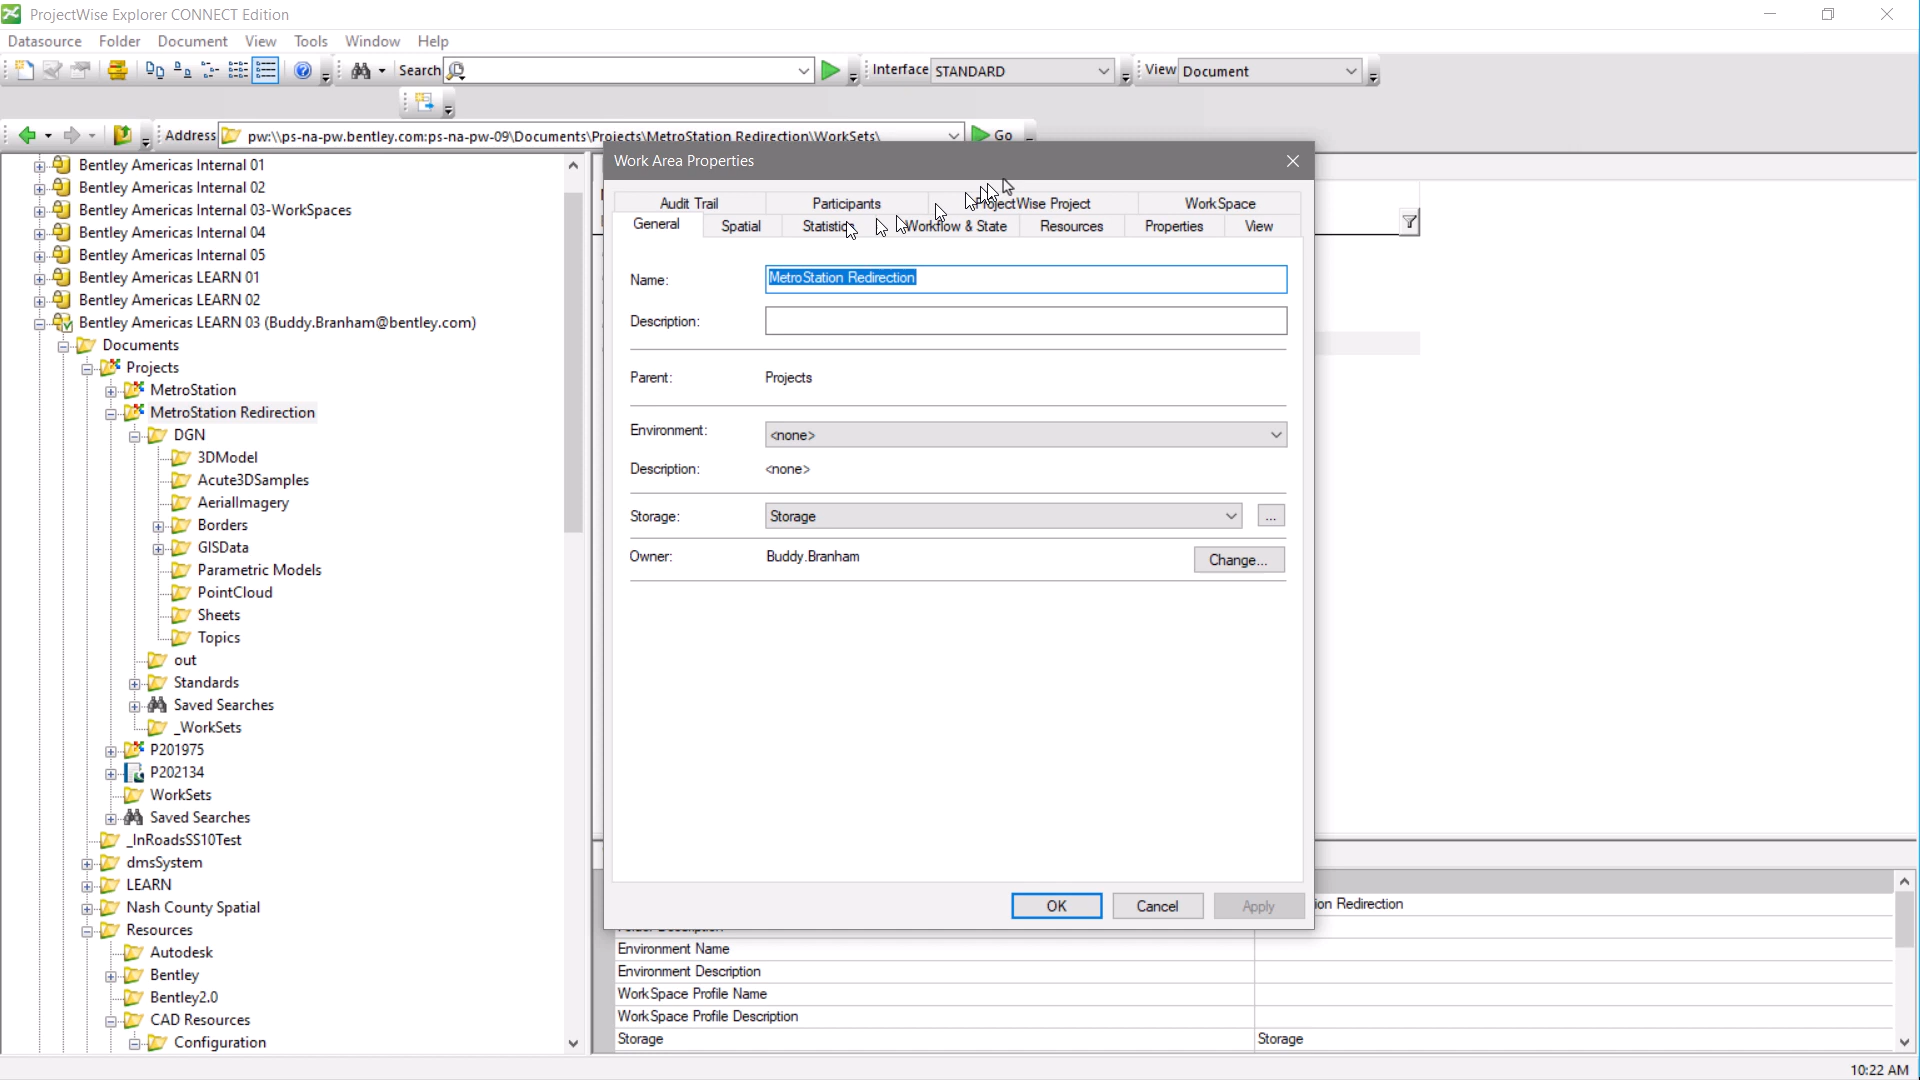 ProjectWise Explorer CONNECT Edition
Datasource Folder Document View Tools Window Help
Search Interface STANDARD View Document
Address pw:\\ps-na-pw.bentley.com:ps-na-pw-09\Documents\Projects\MetroStation Redirection\WorkSets\ Go
Bentley Americas Internal 01
Bentley Americas Internal 02
Bentley Americas Internal 03-WorkSpaces
Bentley Americas Internal 04
Bentley Americas Internal 05
Bentley Americas LEARN 01
Bentley Americas LEARN 02
Bentley Americas LEARN 03 (Buddy.Branham@bentley.com)
Documents
Projects
MetroStation
MetroStation Redirection
DGN
3DModel
Acute3DSamples
AerialImagery
Borders
GISData
Parametric Models
PointCloud
Sheets
Topics
out
Standards
Saved Searches
_WorkSets
P201975
P202134
WorkSets
Saved Searches
_InRoadsSS10Test
dmsSystem
LEARN
Nash County Spatial
Resources
Autodesk
Bentley
Bentley2.0
CAD Resources
Configuration
Work Area Properties
Audit Trail Participants ProjectWise Project WorkSpace
General Spatial Statistics Workflow & State Resources Properties View
Name: MetroStation Redirection
Description:
Parent: Projects
Environment: <none>
Description: <none>
Storage: Storage ...
Owner: Buddy.Branham Change...
OK Cancel Apply
ion Redirection
Environment Name
Environment Description
WorkSpace Profile Name
WorkSpace Profile Description
Storage Storage
10:22 AM